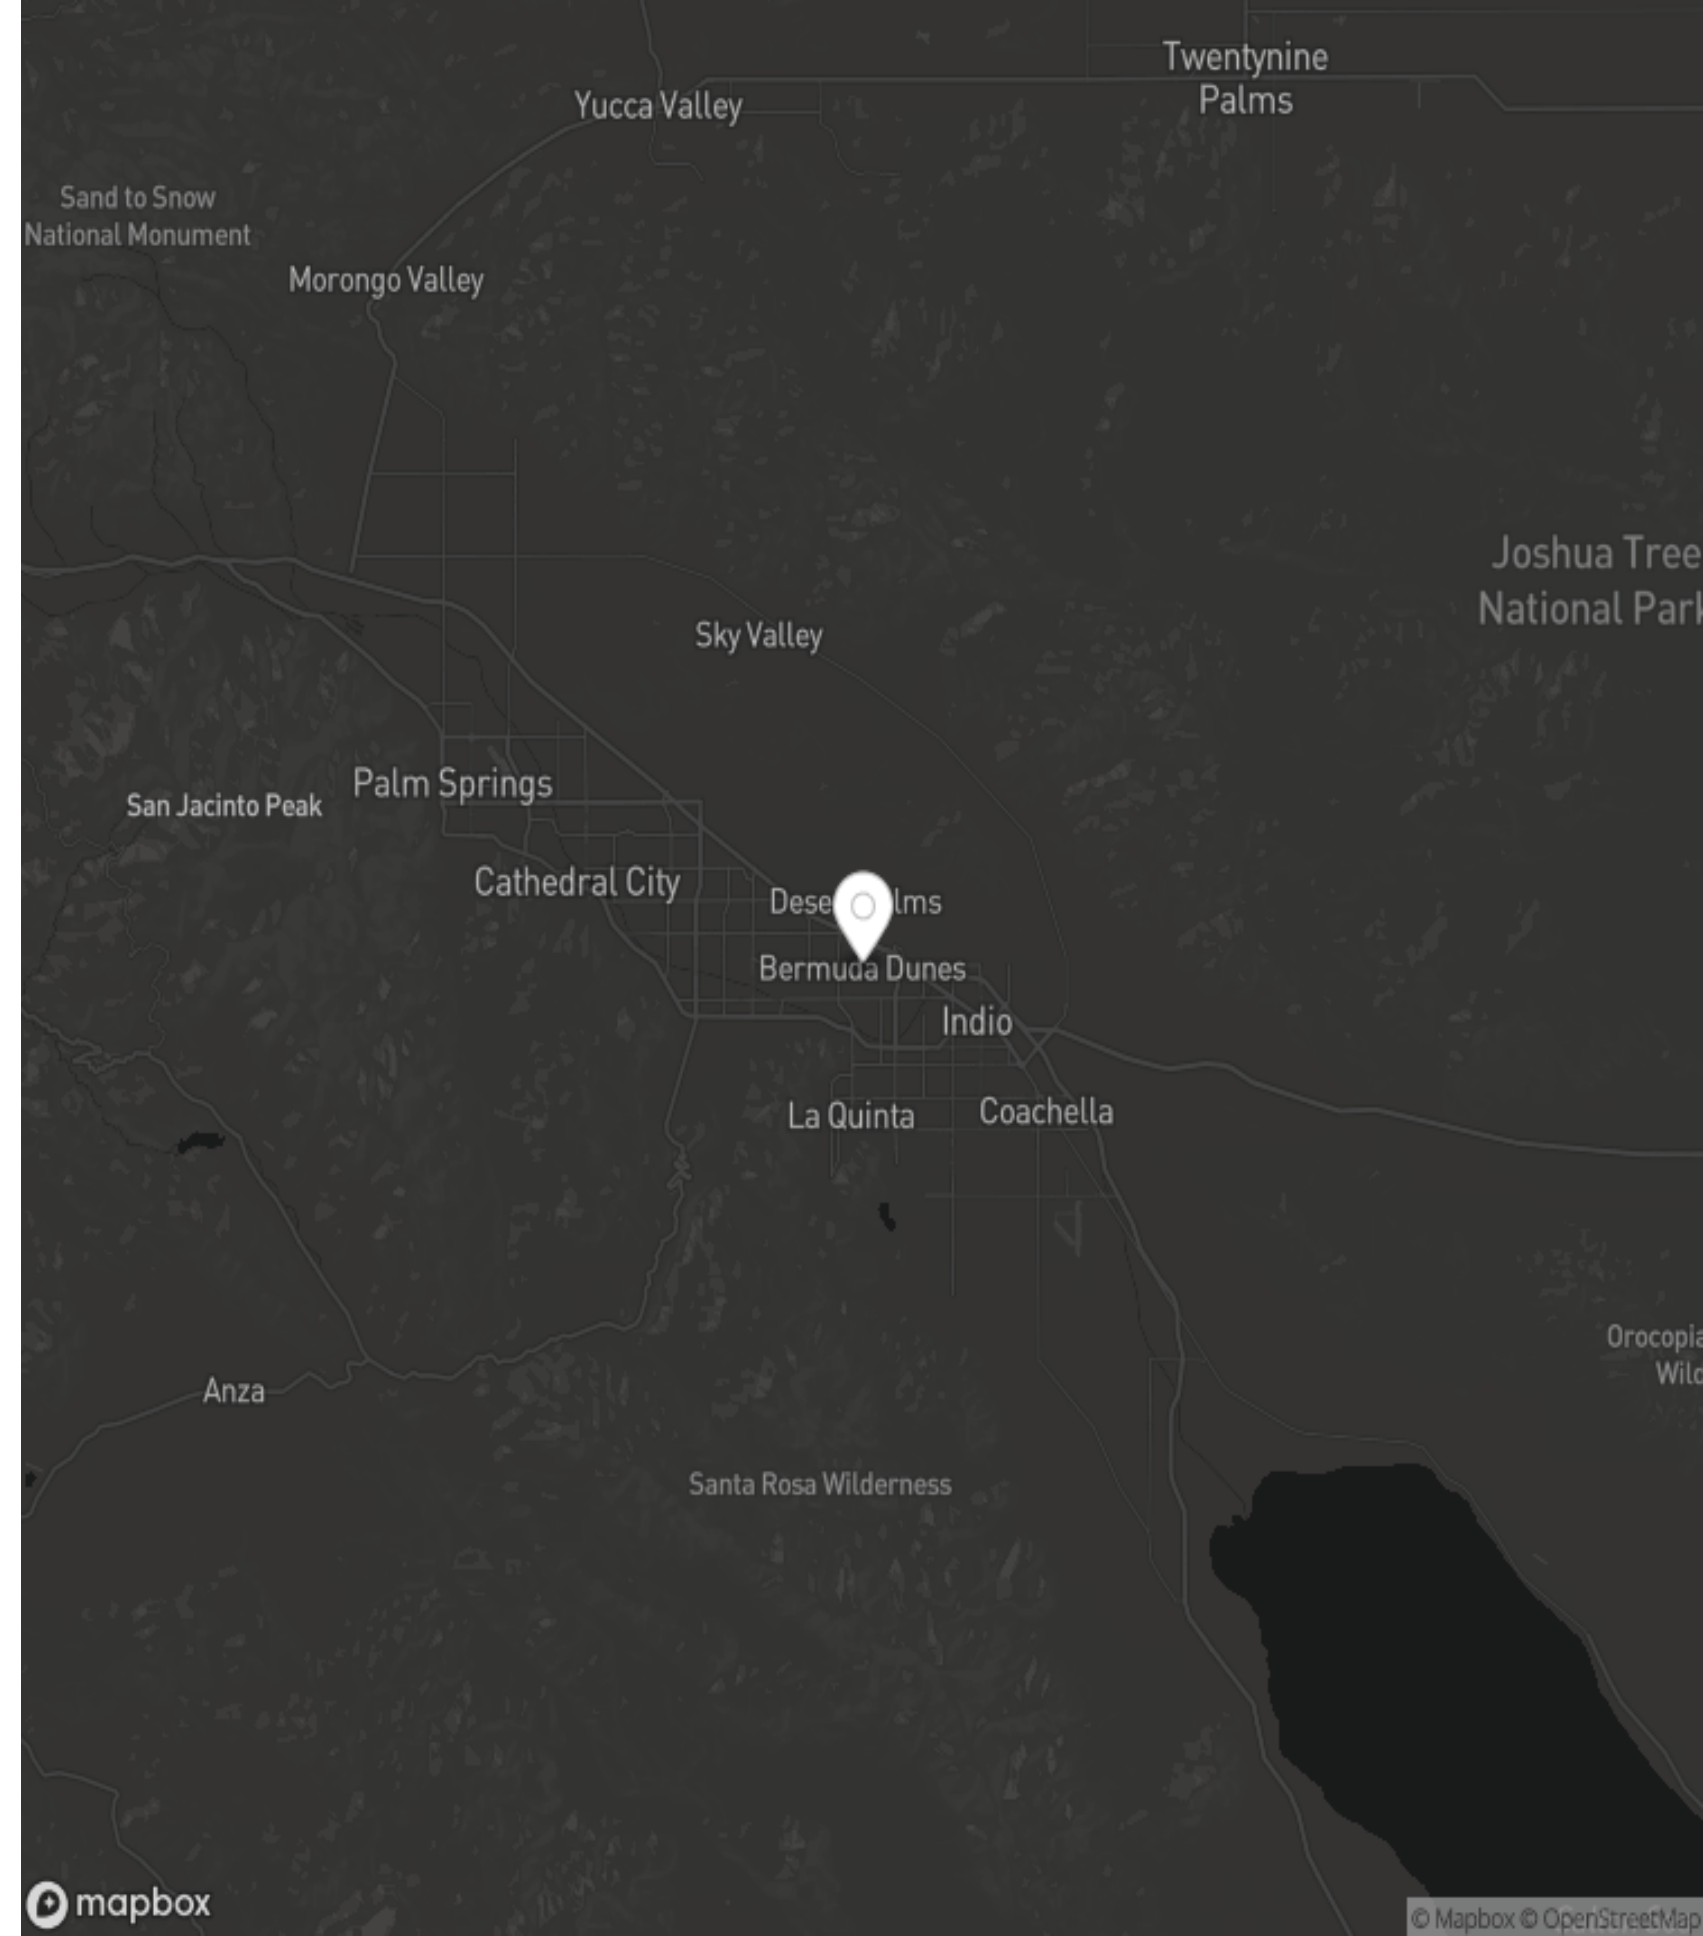 Twentynine
Palms
Yucca Valley
Sand to Snow
National Monument
Morongo Valley
Joshua Tree
National Park
Sky Valley
Palm Springs
San Jacinto Peak
Cathedral City
Dese lms
Bermuda Dunes
Indio
La Quinta
Coachella
Orocopia
Wild
Anza
Santa Rosa Wilderness
mapbox
© Mapbox © OpenStreetMap